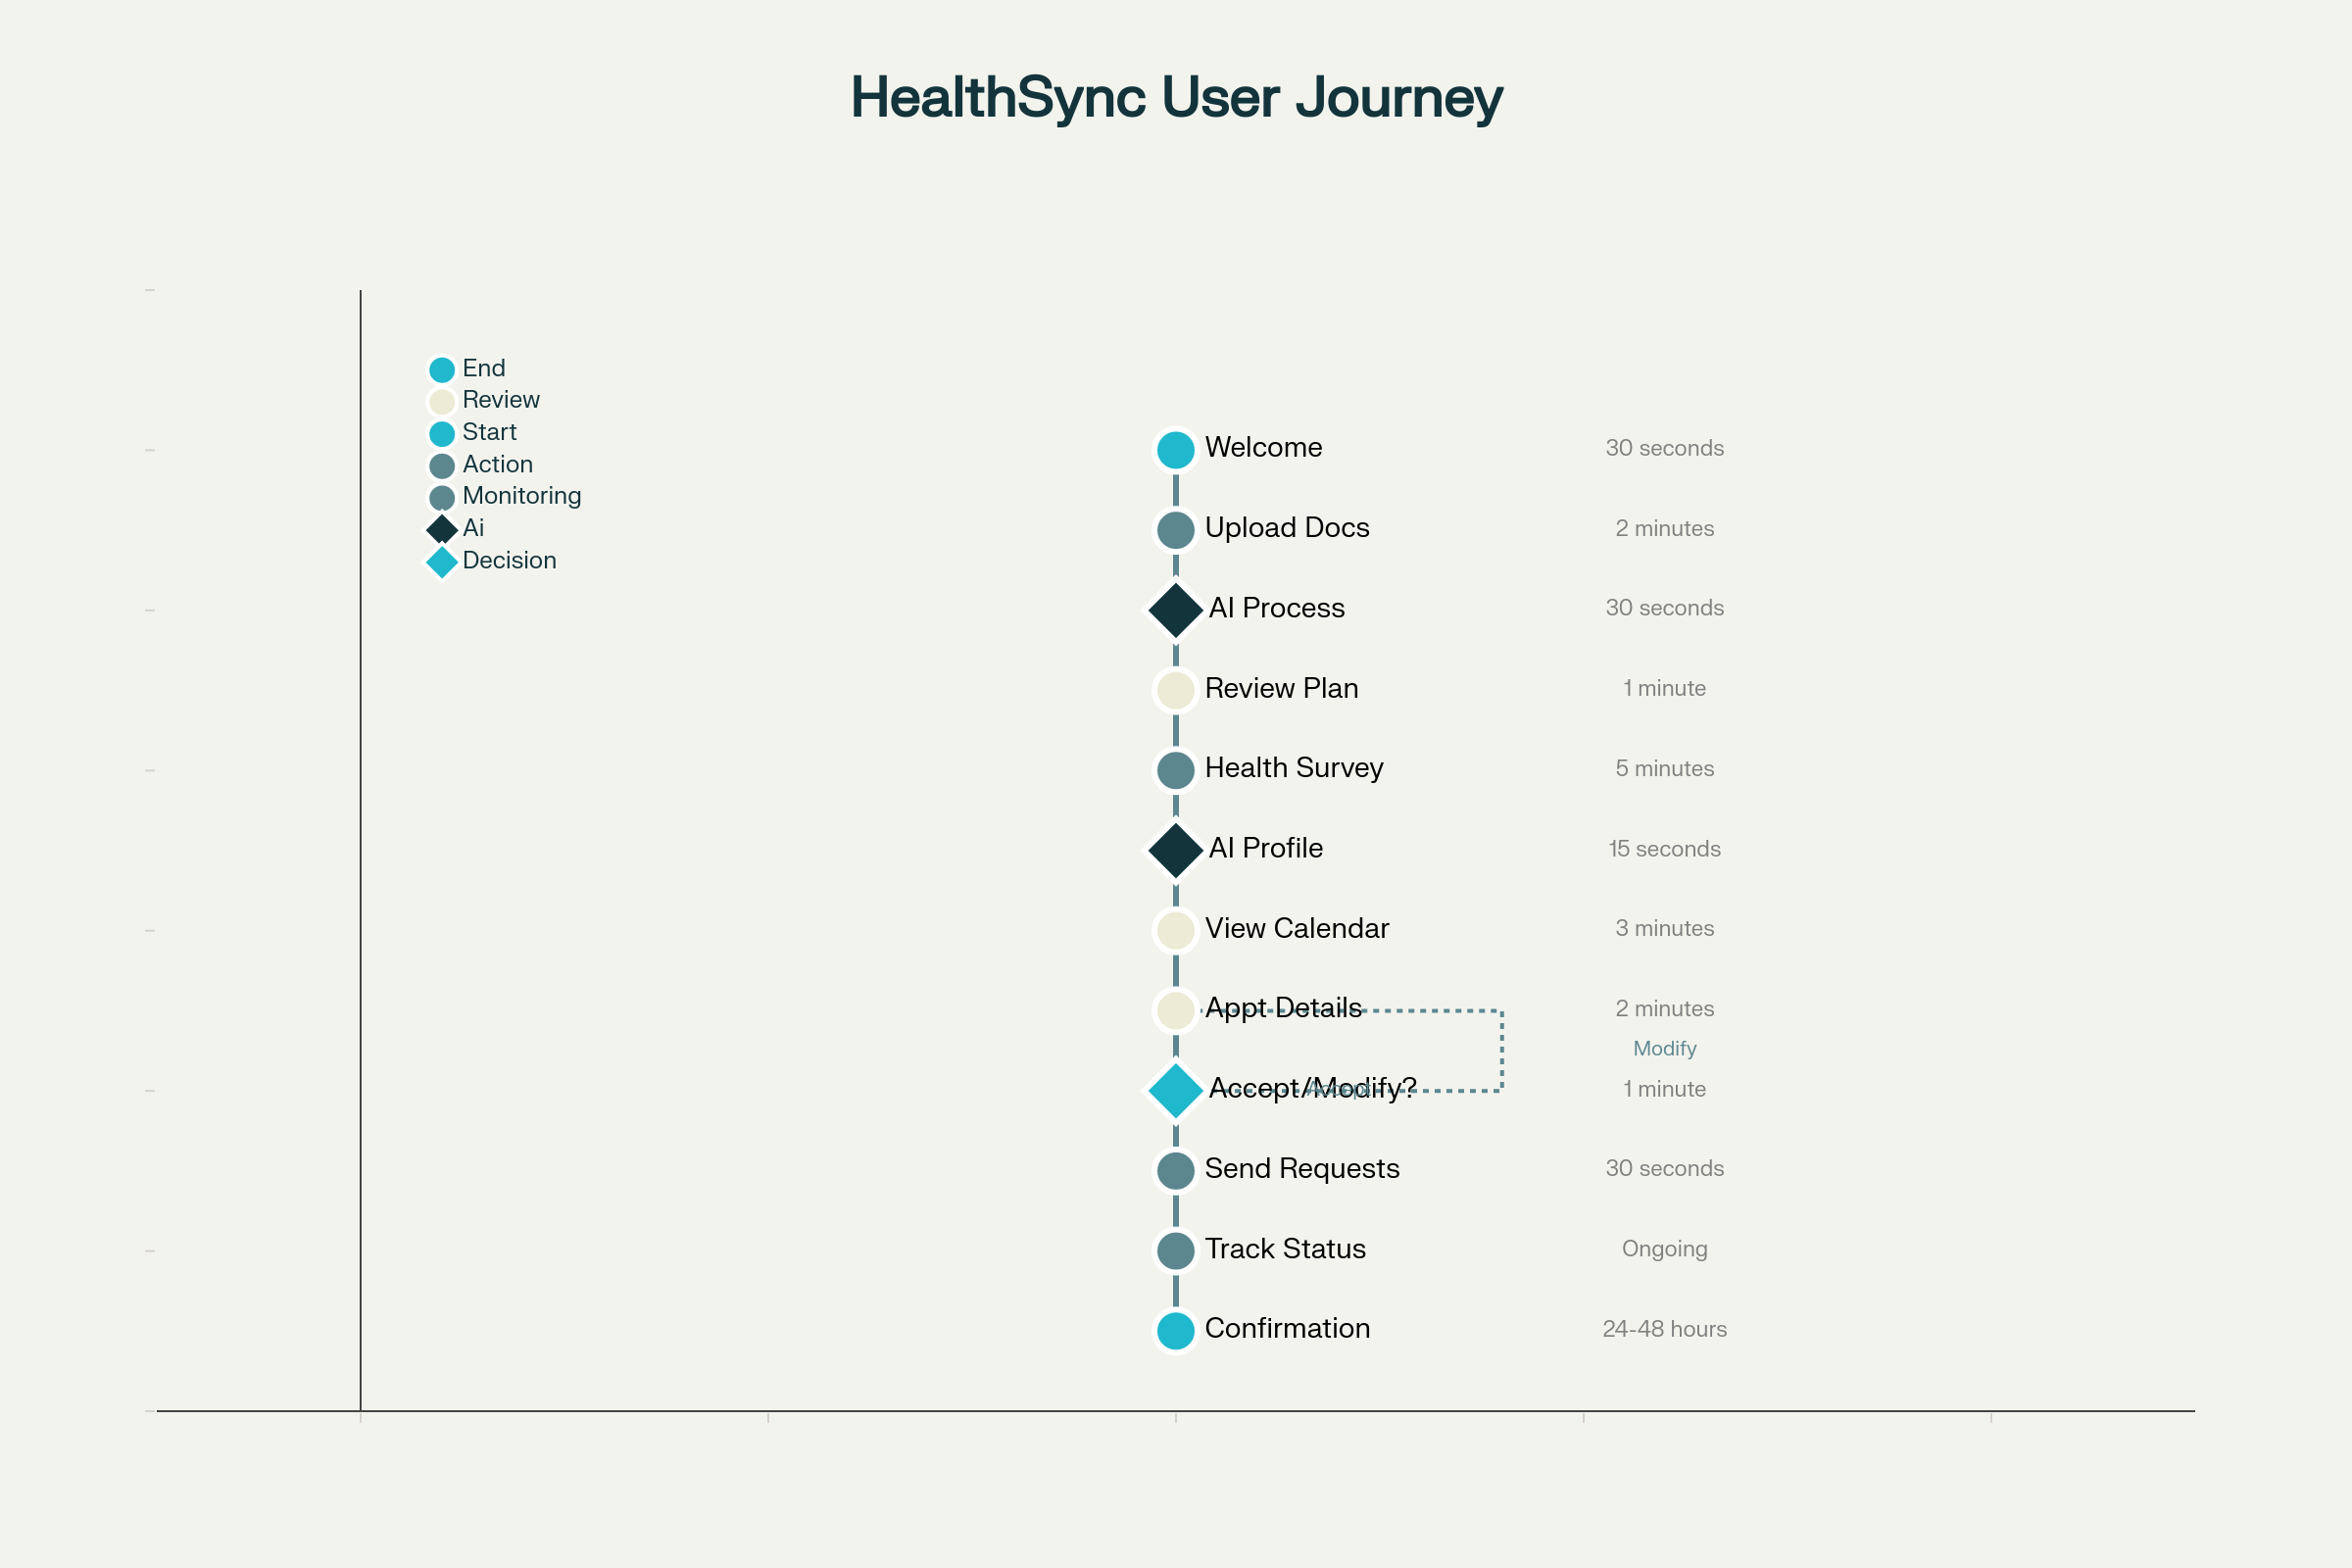 HealthSync User Journey
End
Review
Start
Action
Monitoring
Ai
Decision
Welcome 30 seconds
Upload Docs 2 minutes
AI Process 30 seconds
Review Plan 1 minute
Health Survey 5 minutes
AI Profile 15 seconds
View Calendar 3 minutes
Appt Details 2 minutes
Modify
Accept/Modify? 1 minute
Accept
Send Requests 30 seconds
Track Status Ongoing
Confirmation 24-48 hours